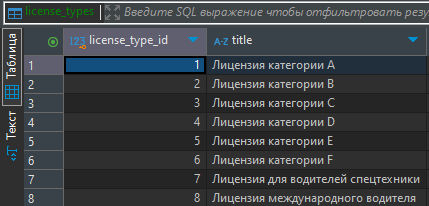 license_types Введите SQL выражение чтобы отфильтровать резу
Таблица
Текст
123 license_type_id A-Z title
1 1 Лицензия категории A
2 2 Лицензия категории B
3 3 Лицензия категории C
4 4 Лицензия категории D
5 5 Лицензия категории E
6 6 Лицензия категории F
7 7 Лицензия для водителей спецтехники
8 8 Лицензия международного водителя